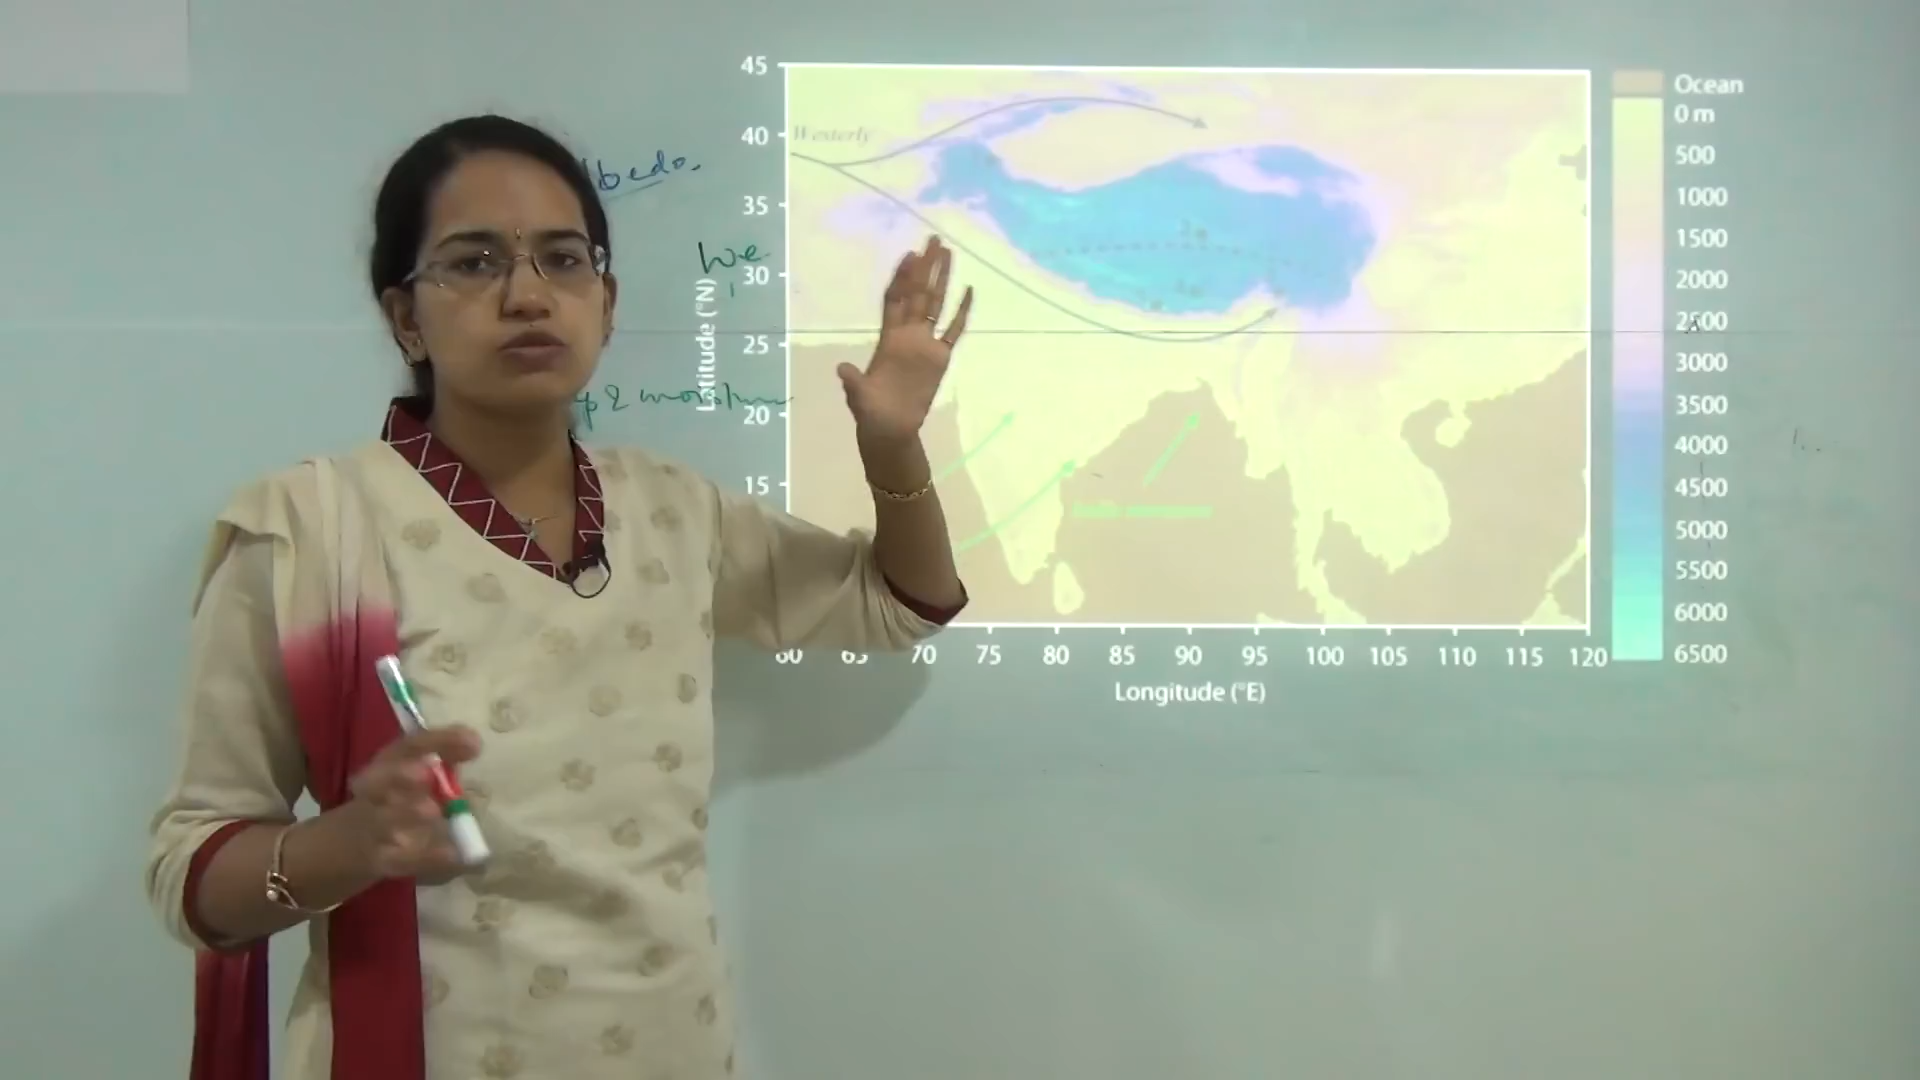 Ocean
0 m
500
1000
1500
2000
2500
3000
3500
4000
4500
5000
5500
6000
6500
45
40
35
30
25
20
15
Latitude (°N)
Westerly
60 65 70 75 80 85 90 95 100 105 110 115 120
Longitude (°E)
lbedo.
We